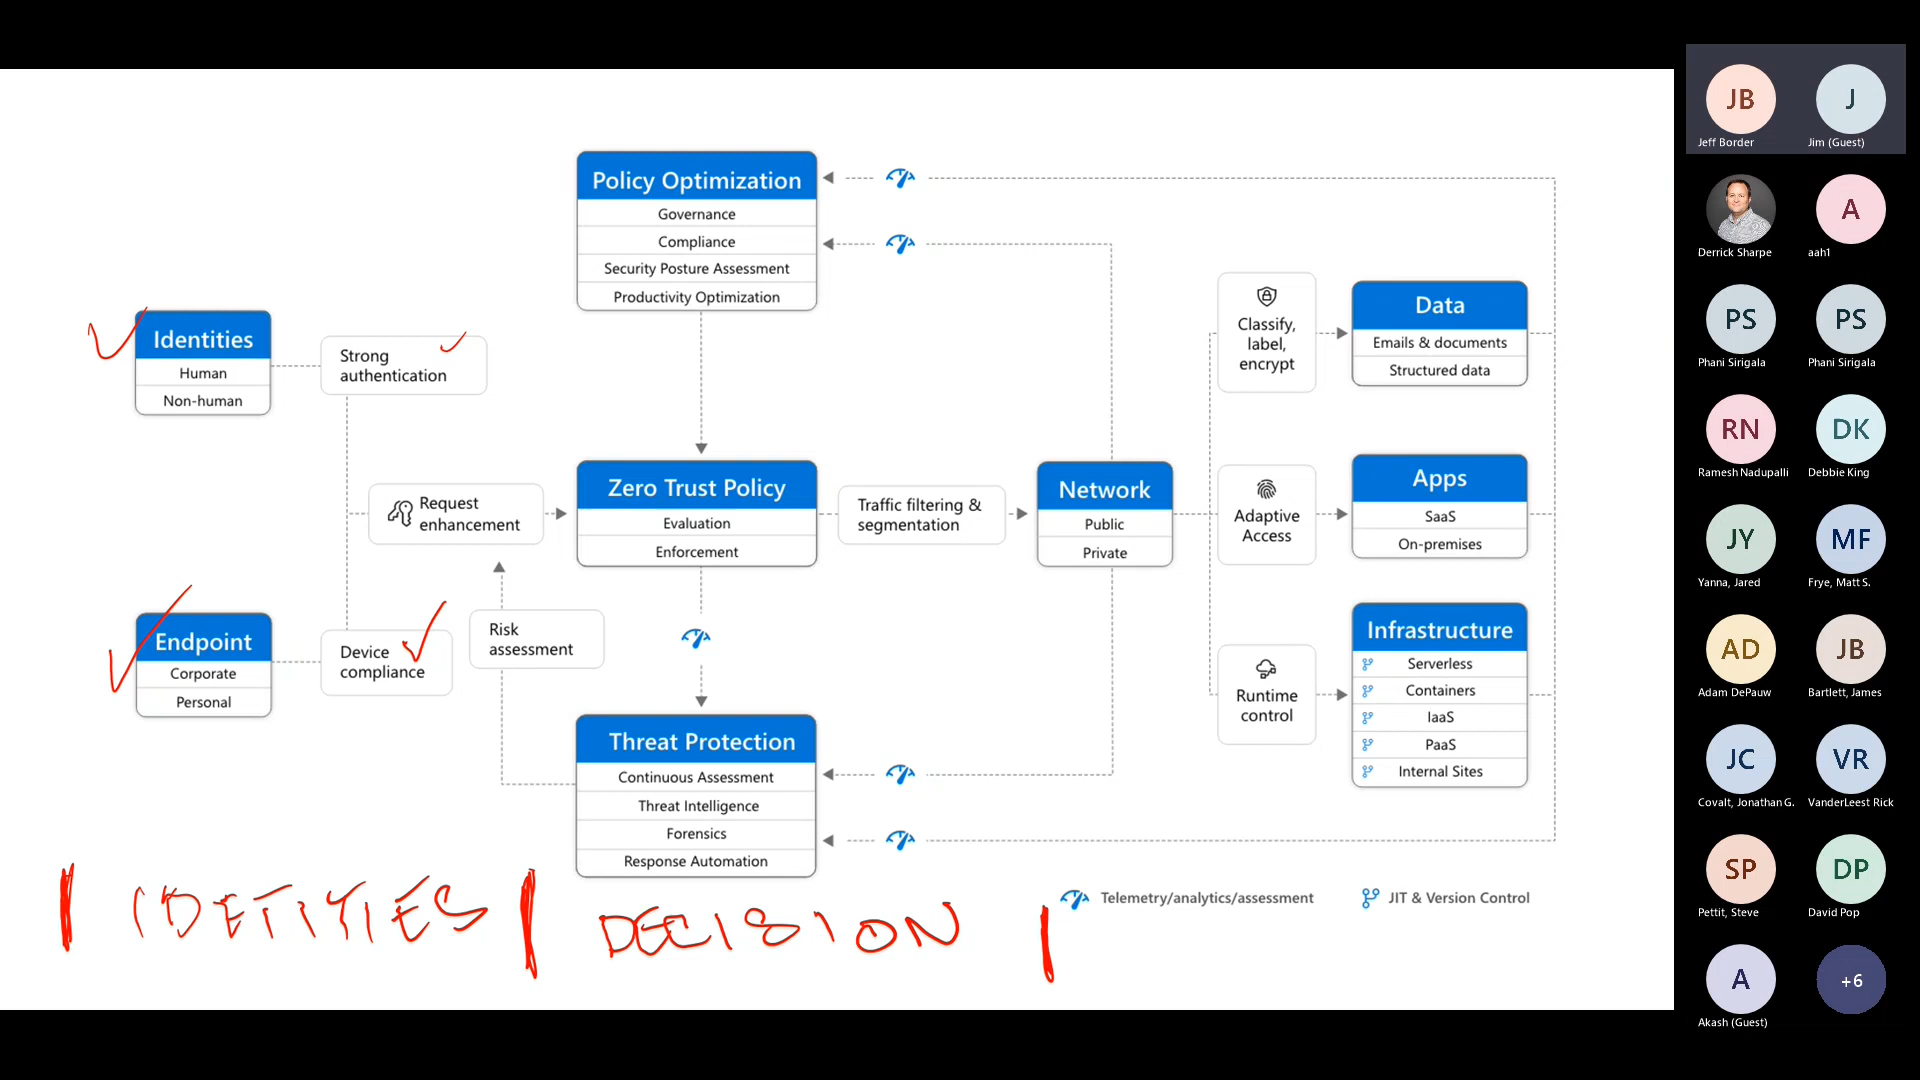 Policy Optimization
Governance
Compliance
Security Posture Assessment
Productivity Optimization
Identities
Human
Non-human
Strong
authentication
Request
enhancement
Zero Trust Policy
Evaluation
Enforcement
Traffic filtering &
segmentation
Network
Public
Private
Classify,
label,
encrypt
Data
Emails & documents
Structured data
Adaptive
Access
Apps
SaaS
On-premises
Endpoint
Corporate
Personal
Device
compliance
Risk
assessment
Threat Protection
Continuous Assessment
Threat Intelligence
Forensics
Response Automation
Runtime
control
Infrastructure
Serverless
Containers
IaaS
PaaS
Internal Sites
Telemetry/analytics/assessment
JIT & Version Control
IDETITIES
DECISION
JB
Jeff Border
J
Jim (Guest)
Derrick Sharpe
A
aah1
PS
Phani Sirigala
PS
Phani Sirigala
RN
Ramesh Nadupalli
DK
Debbie King
JY
Yanna, Jared
MF
Frye, Matt S.
AD
Adam DePauw
JB
Bartlett, James
JC
Covalt, Jonathan G.
VR
VanderLeest Rick
SP
Pettit, Steve
DP
David Pop
A
Akash (Guest)
+6